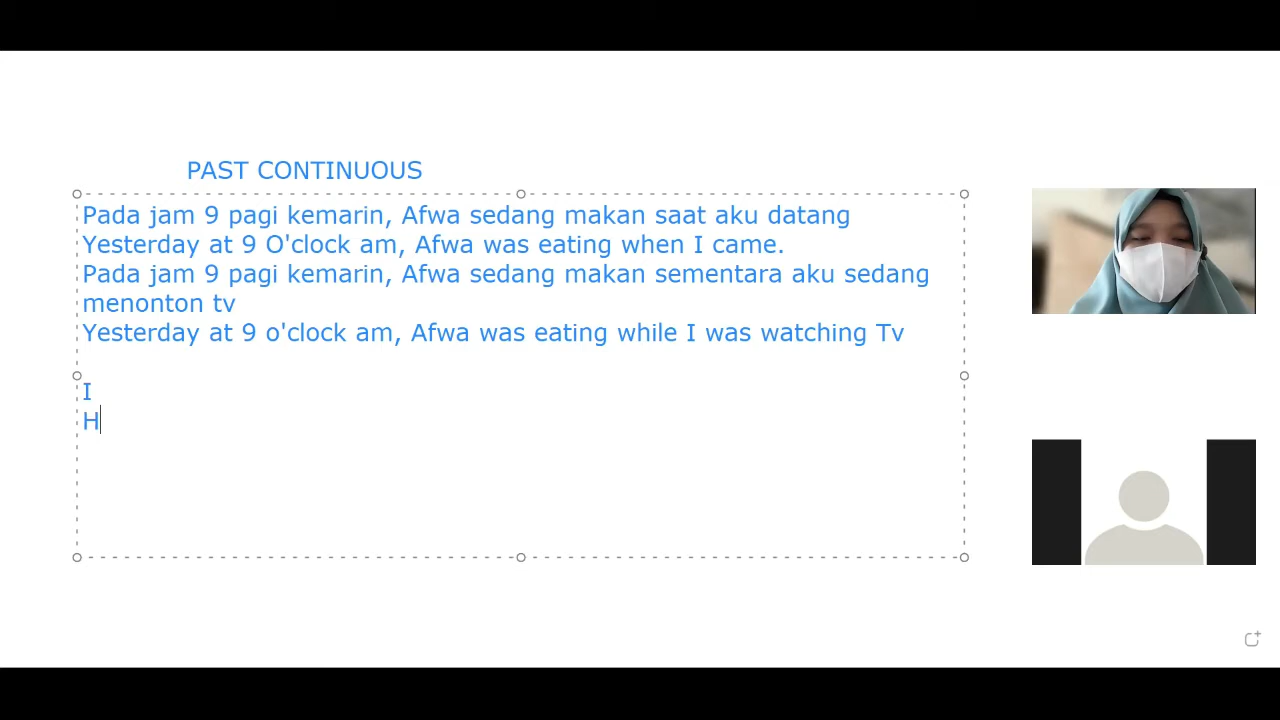 PAST CONTINUOUS
Pada jam 9 pagi kemarin, Afwa sedang makan saat aku datang
Yesterday at 9 O'clock am, Afwa was eating when I came.
Pada jam 9 pagi kemarin, Afwa sedang makan sementara aku sedang
menonton tv
Yesterday at 9 o'clock am, Afwa was eating while I was watching Tv
I
H